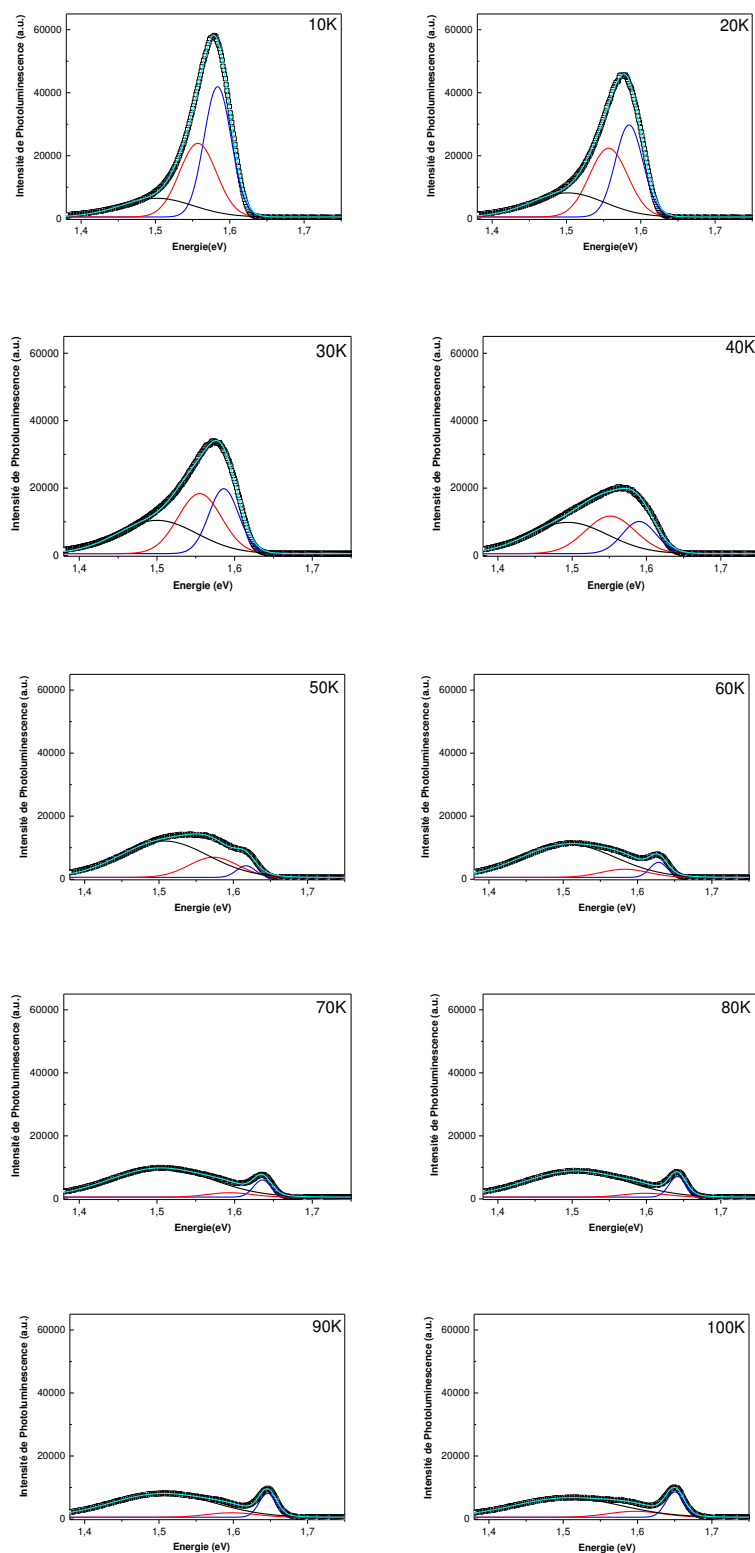 10K
Intensité de Photoluminescence (a.u.)
60000
40000
20000
0
1,4 1,5 1,6 1,7
Energie(eV)
20K
Intensité de Photoluminescence (a.u.)
60000
40000
20000
0
1,4 1,5 1,6 1,7
Energie(eV)
30K
Intensité de Photoluminescence (a.u.)
60000
40000
20000
0
1,4 1,5 1,6 1,7
Energie (eV)
40K
Intensité de Photoluminescence (a.u.)
60000
40000
20000
0
1,4 1,5 1,6 1,7
Energie (eV)
50K
Intensité de Photoluminescence (a.u.)
60000
40000
20000
0
1,4 1,5 1,6 1,7
Energie (eV)
60K
Intensité de Photoluminescence (a.u.)
60000
40000
20000
0
1,4 1,5 1,6 1,7
Energie (eV)
70K
Intensité de Photoluminescence (a.u.)
60000
40000
20000
0
1,4 1,5 1,6 1,7
Energie(eV)
80K
Intensité de Photoluminescence (a.u.)
60000
40000
20000
0
1,4 1,5 1,6 1,7
Energie(eV)
90K
Intensité de Photoluminescence (a.u.)
60000
40000
20000
0
1,4 1,5 1,6 1,7
Energie (eV)
100K
Intensité de Photoluminescence (a.u.)
60000
40000
20000
0
1,4 1,5 1,6 1,7
Energie (eV)